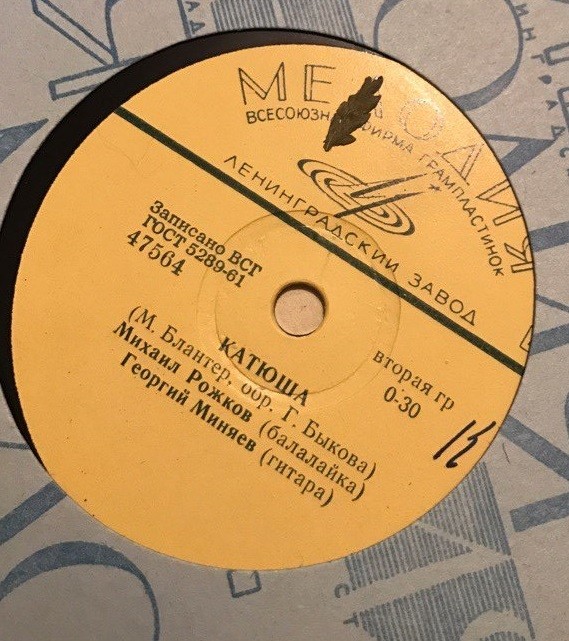 МЕЛОДИЯ
ВСЕСОЮЗН ФИРМА ГРАМПЛАСТИНОК
ЛЕНИНГРАДСКИЙ ЗАВОД
Записано ВСГ
ГОСТ 5289-61
47564
вторая гр
0-30
КАТЮША
(М. Блантер, обр. Г. Быкова)
Михаил Рожков (балалайка)
Георгий Миняев (гитара)
К